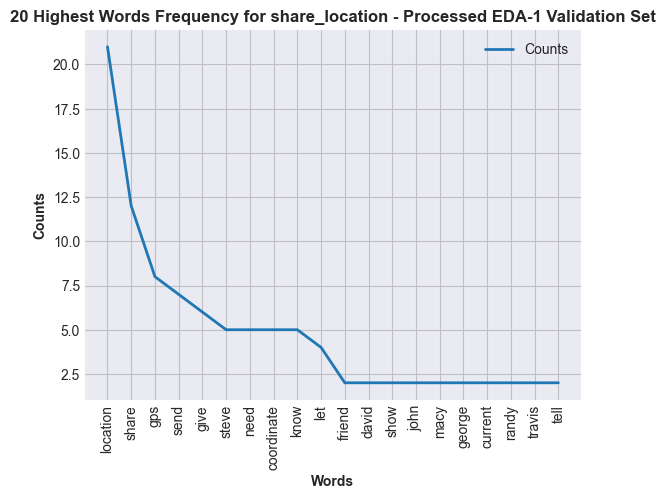 20 Highest Words Frequency for share_location - Processed EDA-1 Validation Set
Counts
20.0
17.5
15.0
12.5
10.0
7.5
5.0
2.5
Counts
location
share
gps
send
give
steve
need
coordinate
know
let
friend
david
show
john
macy
george
current
randy
travis
tell
Words